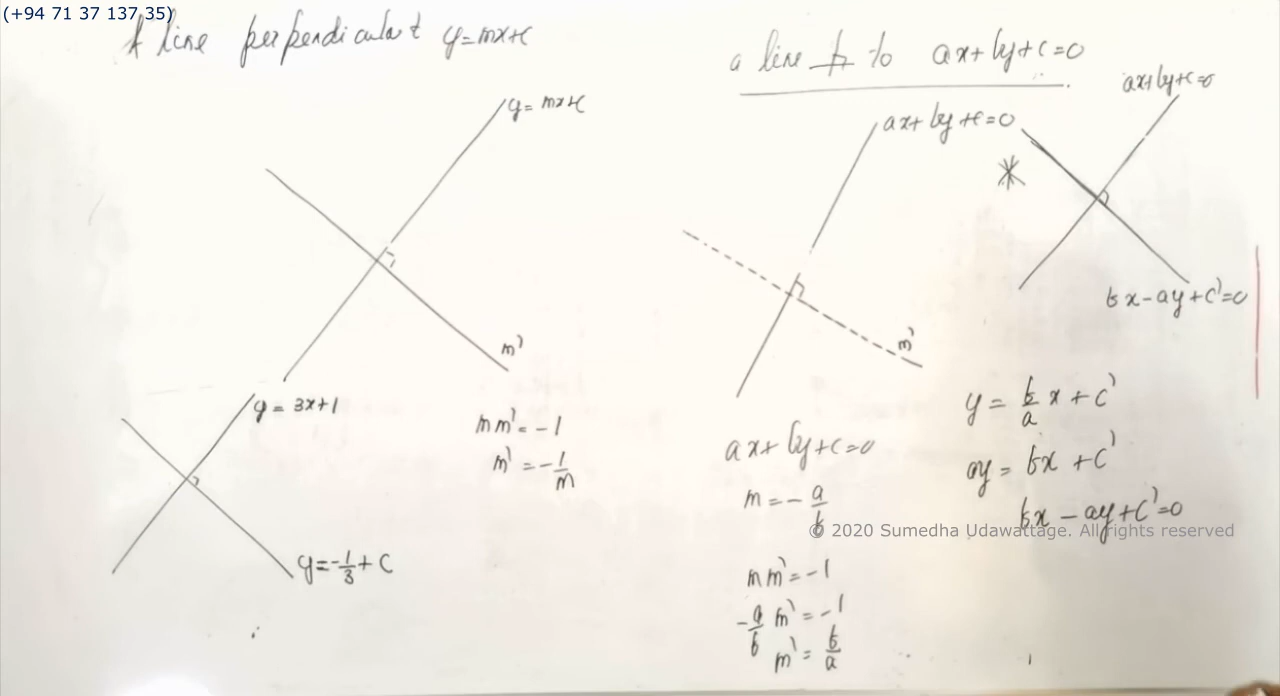 (+94 71 37 137 35)
A line perpendicular t y=mx+c
y= mx+c
m'
y= 3x+1
mm'=-1
m' = -1/m
y=-1/3+ C
a line ⊥r to ax+by+c=0
ax+by+c=0
m'
ax+by+c=0
m = - a/b
mm'=-1
-a/b m' = -1
m' = b/a
ax+by+c=0
bx-ay+c'=0
y = b/a x + c'
ay = bx + c'
bx - ay + c'=0
© 2020 Sumedha Udawattage. All rights reserved